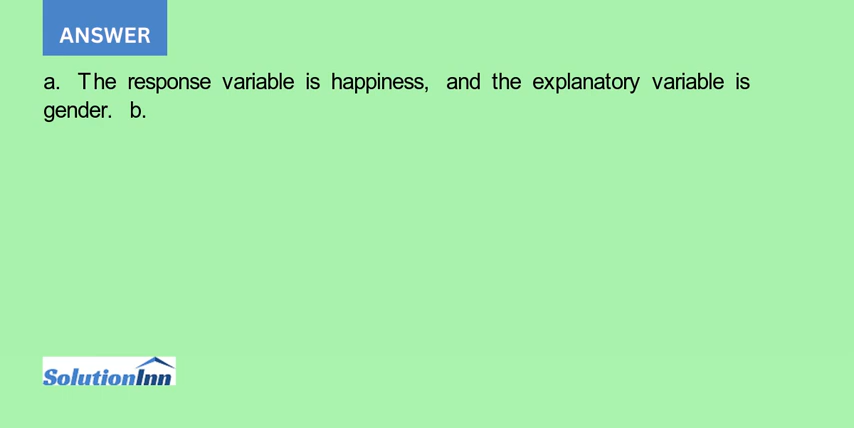 ANSWER
a. The response variable is happiness, and the explanatory variable is
gender. b.
SolutionInn